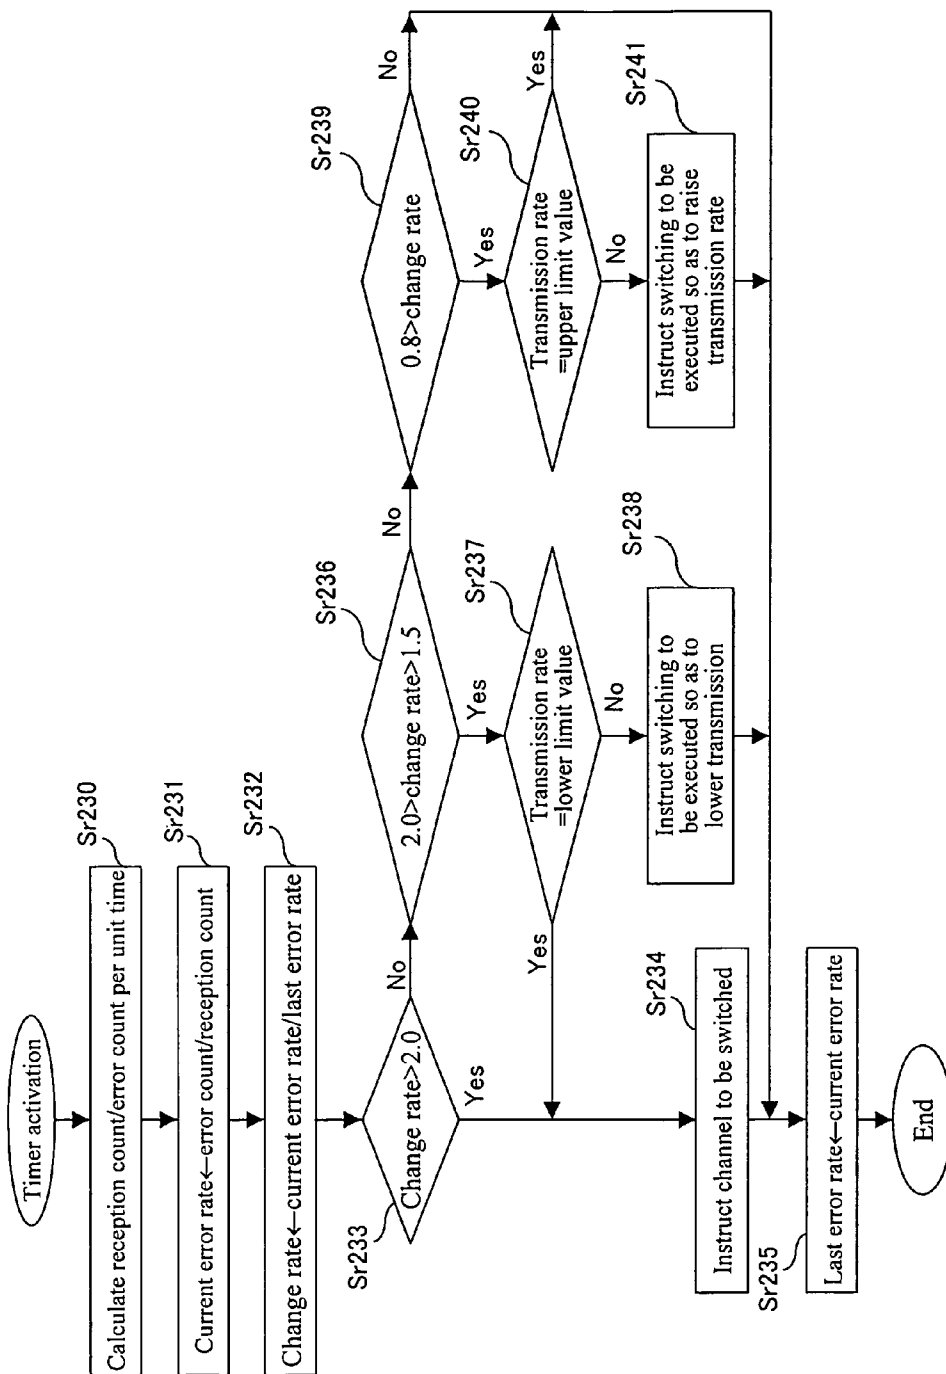 Timer activation
Sr230
Calculate reception count/error count per unit time
Sr231
Current error rate←error count/reception count
Sr232
Change rate←current error rate/last error rate
Sr233
Change rate>2.0
No
Yes
Sr236
2.0>change rate>1.5
No
Yes
Sr239
0.8>change rate
No
Yes
Sr237
Transmission rate
=lower limit value
Yes
No
Sr240
Transmission rate
=upper limit value
Yes
No
Sr238
Instruct switching to
be executed so as to
lower transmission
Sr241
Instruct switching to be
executed so as to raise
transmission rate
Sr234
Instruct channel to be switched
Sr235
Last error rate←current error rate
End